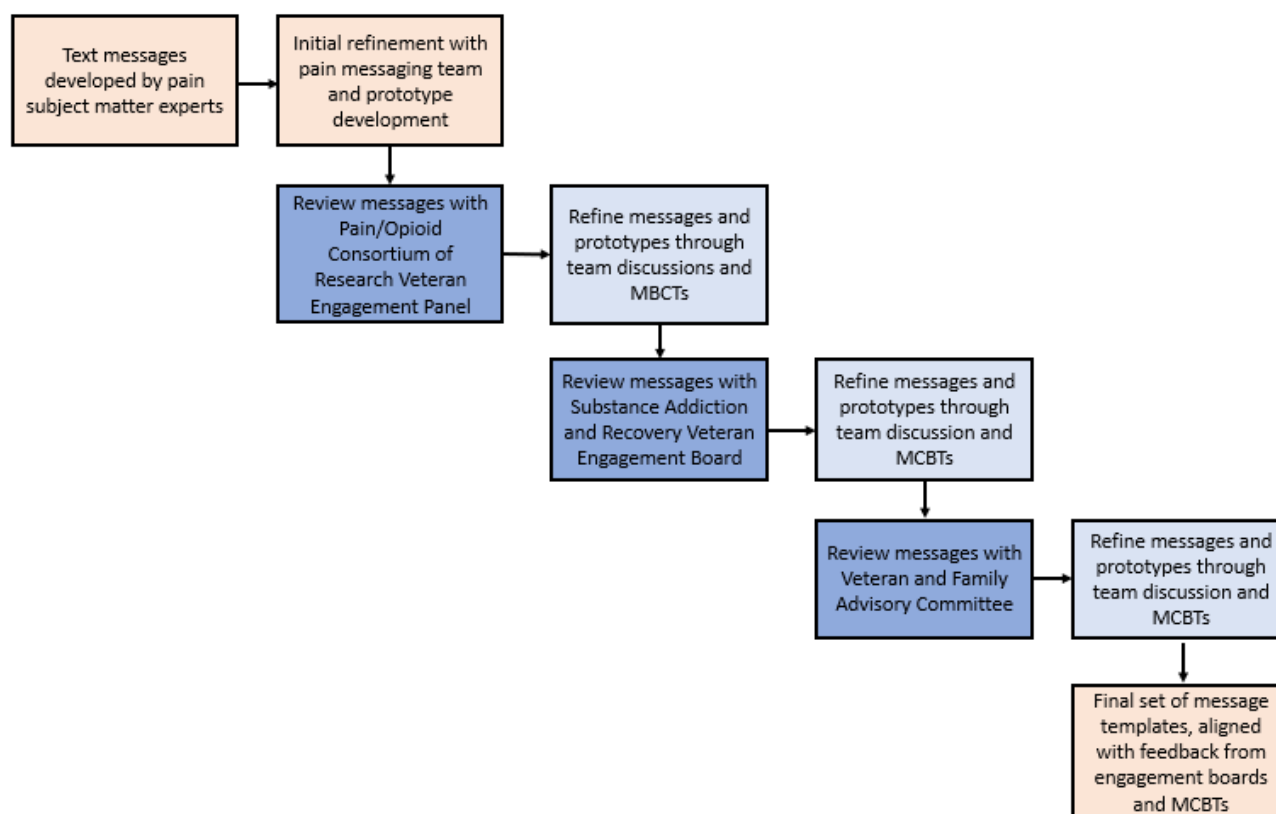 Text messages
developed by pain
subject matter experts
Initial refinement with
pain messaging team
and prototype
development
Review messages with
Pain/Opioid
Consortium of
Research Veteran
Engagement Panel
Refine messages and
prototypes through
team discussions and
MBCTs
Review messages with
Substance Addiction
and Recovery Veteran
Engagement Board
Refine messages and
prototypes through
team discussion and
MCBTs
Review messages with
Veteran and Family
Advisory Committee
Refine messages and
prototypes through
team discussion and
MCBTs
Final set of message
templates, aligned
with feedback from
engagement boards
and MCBTs